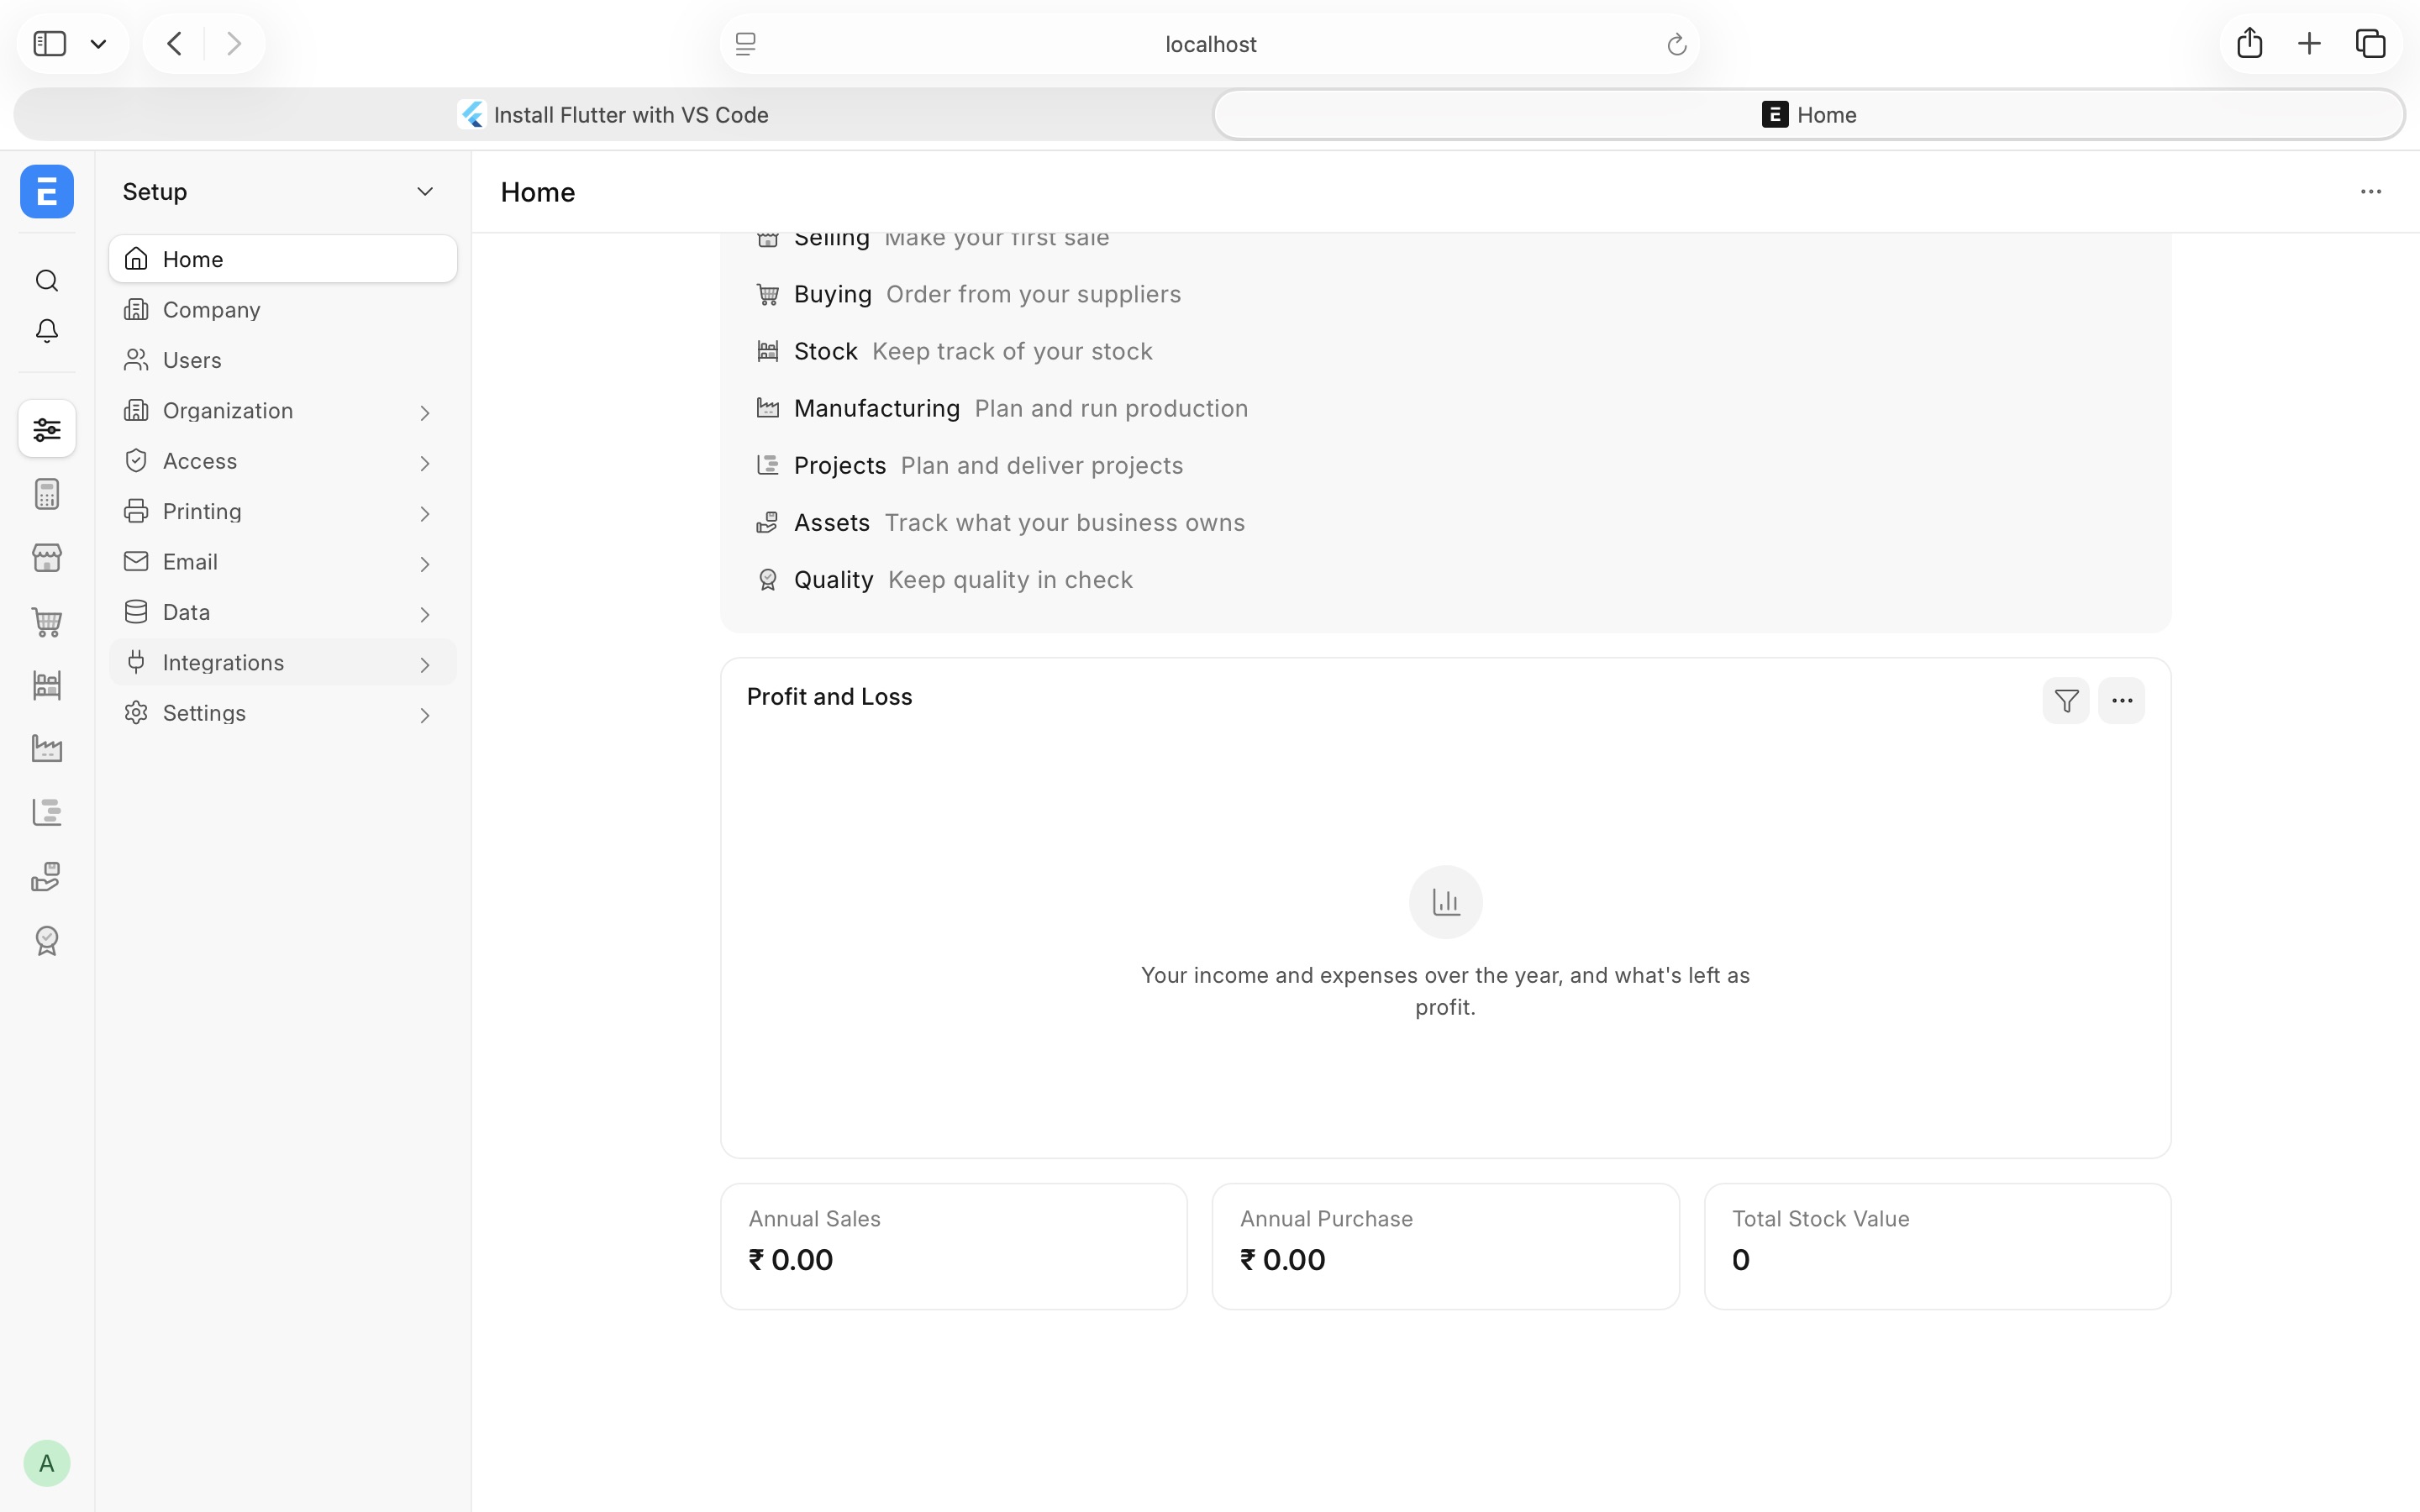 localhost
Install Flutter with VS Code
Home
Setup
Home
Company
Users
Organization
Access
Printing
Email
Data
Integrations
Settings
A
Home
Selling Make your first sale
Buying Order from your suppliers
Stock Keep track of your stock
Manufacturing Plan and run production
Projects Plan and deliver projects
Assets Track what your business owns
Quality Keep quality in check
Profit and Loss
Your income and expenses over the year, and what's left as
profit.
Annual Sales
₹ 0.00
Annual Purchase
₹ 0.00
Total Stock Value
0